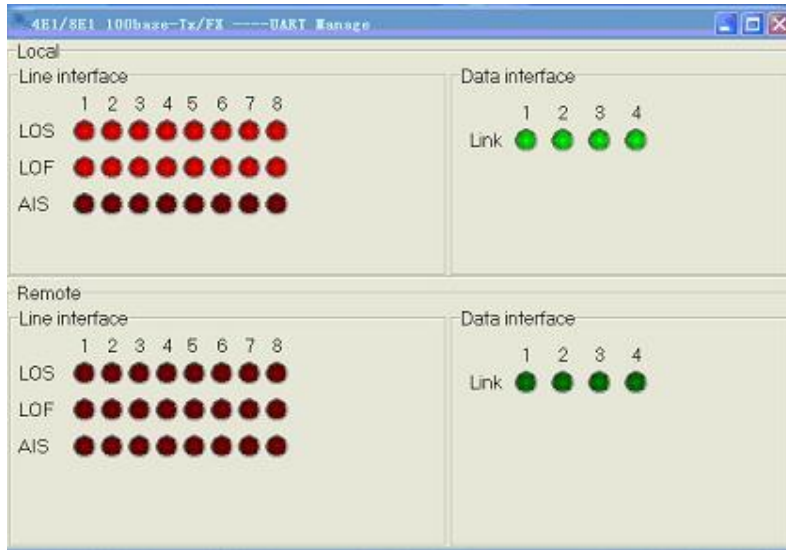 4E1/8E1 100base-Tx/FX ----UART Manage
Local
Line interface
1 2 3 4 5 6 7 8
LOS
LOF
AIS
Data interface
1 2 3 4
Link
Remote
Line interface
1 2 3 4 5 6 7 8
LOS
LOF
AIS
Data interface
1 2 3 4
Link